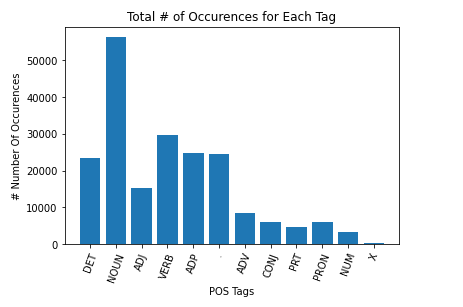 Total # of Occurences for Each Tag
# Number Of Occurences
50000
40000
30000
20000
10000
0
DET
NOUN
ADJ
VERB
ADP
.
ADV
CONJ
PRT
PRON
NUM
X
POS Tags